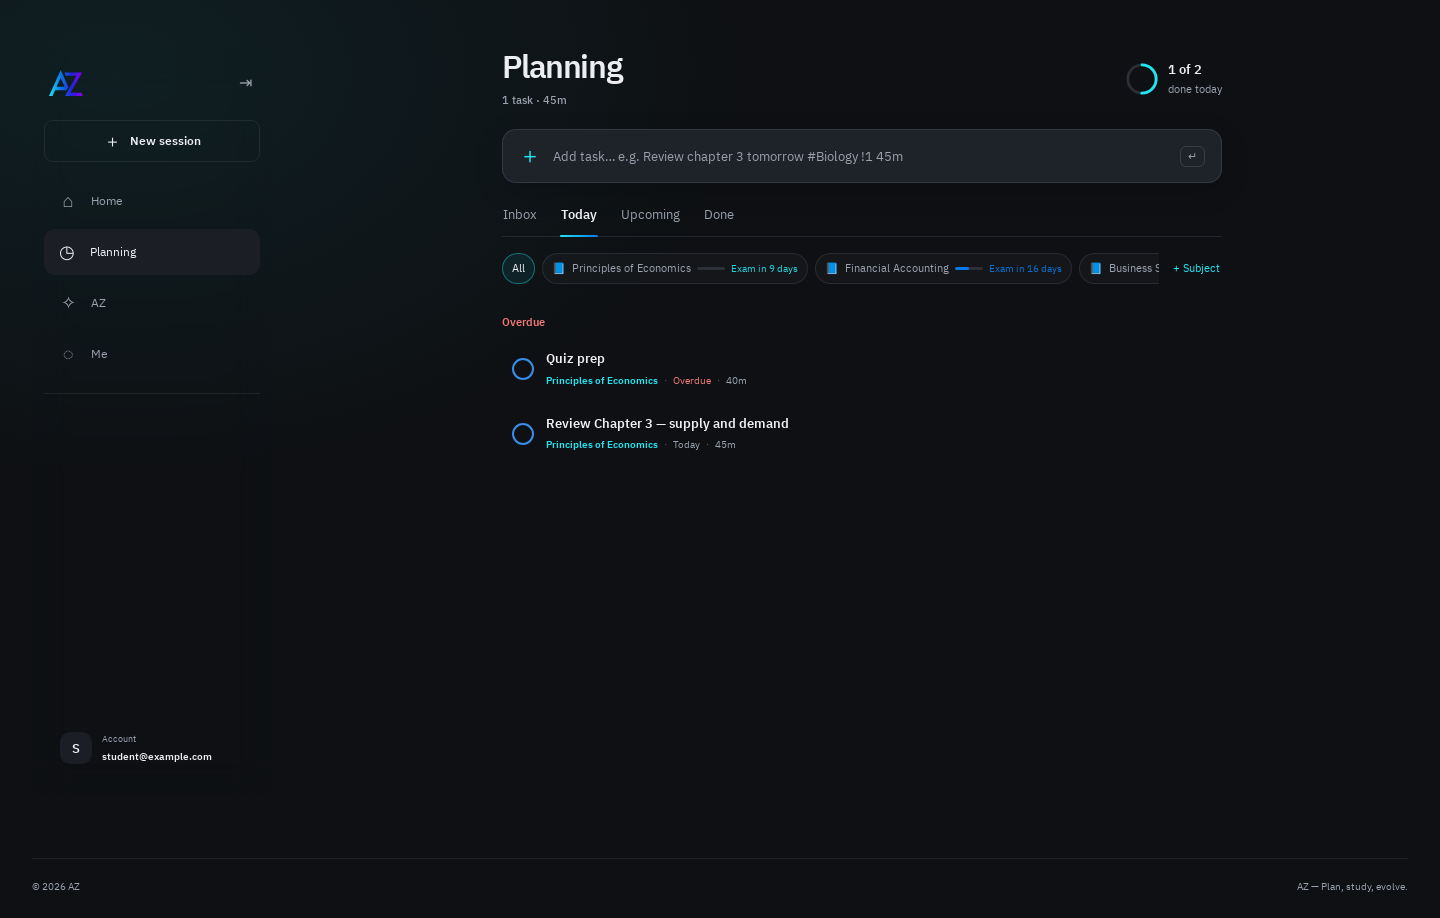 AZ
⇥
+ New session
Home
Planning
AZ
Me
Account
S
student@example.com
Planning
1 task · 45m
1 of 2
done today
+ Add task... e.g. Review chapter 3 tomorrow #Biology !1 45m ↵
Inbox Today Upcoming Done
All Principles of Economics Exam in 9 days Financial Accounting Exam in 16 days Business + Subject
Overdue
Quiz prep
Principles of Economics · Overdue · 40m
Review Chapter 3 — supply and demand
Principles of Economics · Today · 45m
© 2026 AZ
AZ — Plan, study, evolve.